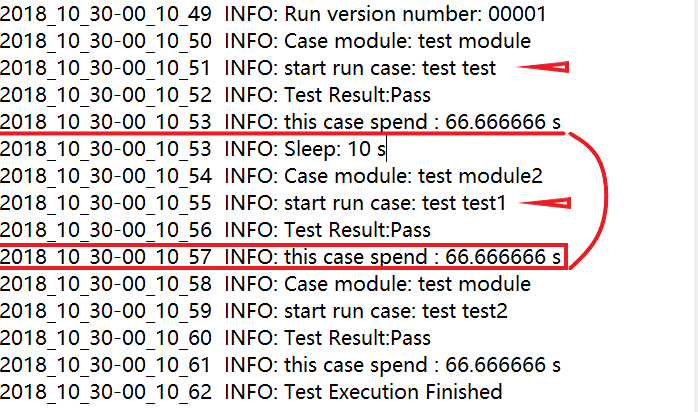 2018_10_30-00_10_49 INFO: Run version number: 00001
2018_10_30-00_10_50 INFO: Case module: test module
2018_10_30-00_10_51 INFO: start run case: test test
2018_10_30-00_10_52 INFO: Test Result:Pass
2018_10_30-00_10_53 INFO: this case spend : 66.666666 s
2018_10_30-00_10_53 INFO: Sleep: 10 s
2018_10_30-00_10_54 INFO: Case module: test module2
2018_10_30-00_10_55 INFO: start run case: test test1
2018_10_30-00_10_56 INFO: Test Result:Pass
2018_10_30-00_10_57 INFO: this case spend : 66.666666 s
2018_10_30-00_10_58 INFO: Case module: test module
2018_10_30-00_10_59 INFO: start run case: test test2
2018_10_30-00_10_60 INFO: Test Result:Pass
2018_10_30-00_10_61 INFO: this case spend : 66.666666 s
2018_10_30-00_10_62 INFO: Test Execution Finished